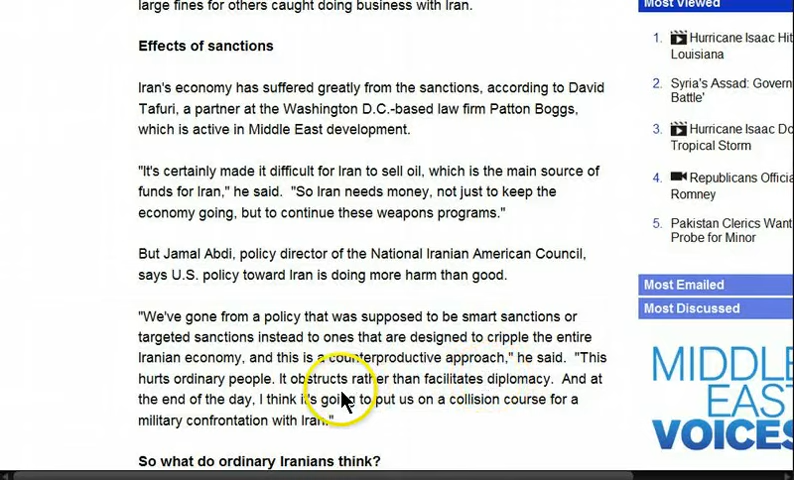 large fines for others caught doing business with Iran.
Effects of sanctions
Iran's economy has suffered greatly from the sanctions, according to David
Tafuri, a partner at the Washington D.C.-based law firm Patton Boggs,
which is active in Middle East development.
"It's certainly made it difficult for Iran to sell oil, which is the main source of
funds for Iran," he said.  "So Iran needs money, not just to keep the
economy going, but to continue these weapons programs."
But Jamal Abdi, policy director of the National Iranian American Council,
says U.S. policy toward Iran is doing more harm than good.
"We've gone from a policy that was supposed to be smart sanctions or
targeted sanctions instead to ones that are designed to cripple the entire
Iranian economy, and this is a counterproductive approach," he said.  "This
hurts ordinary people. It obstructs rather than facilitates diplomacy.  And at
the end of the day, I think it's going to put us on a collision course for a
military confrontation with Iran."
So what do ordinary Iranians think?
Most Viewed
1. Hurricane Isaac Hit
Louisiana
2. Syria's Assad: Govern
Battle'
3. Hurricane Isaac Do
Tropical Storm
4. Republicans Officia
Romney
5. Pakistan Clerics Want
Probe for Minor
Most Emailed
Most Discussed
MIDDLE
EAST
VOICES